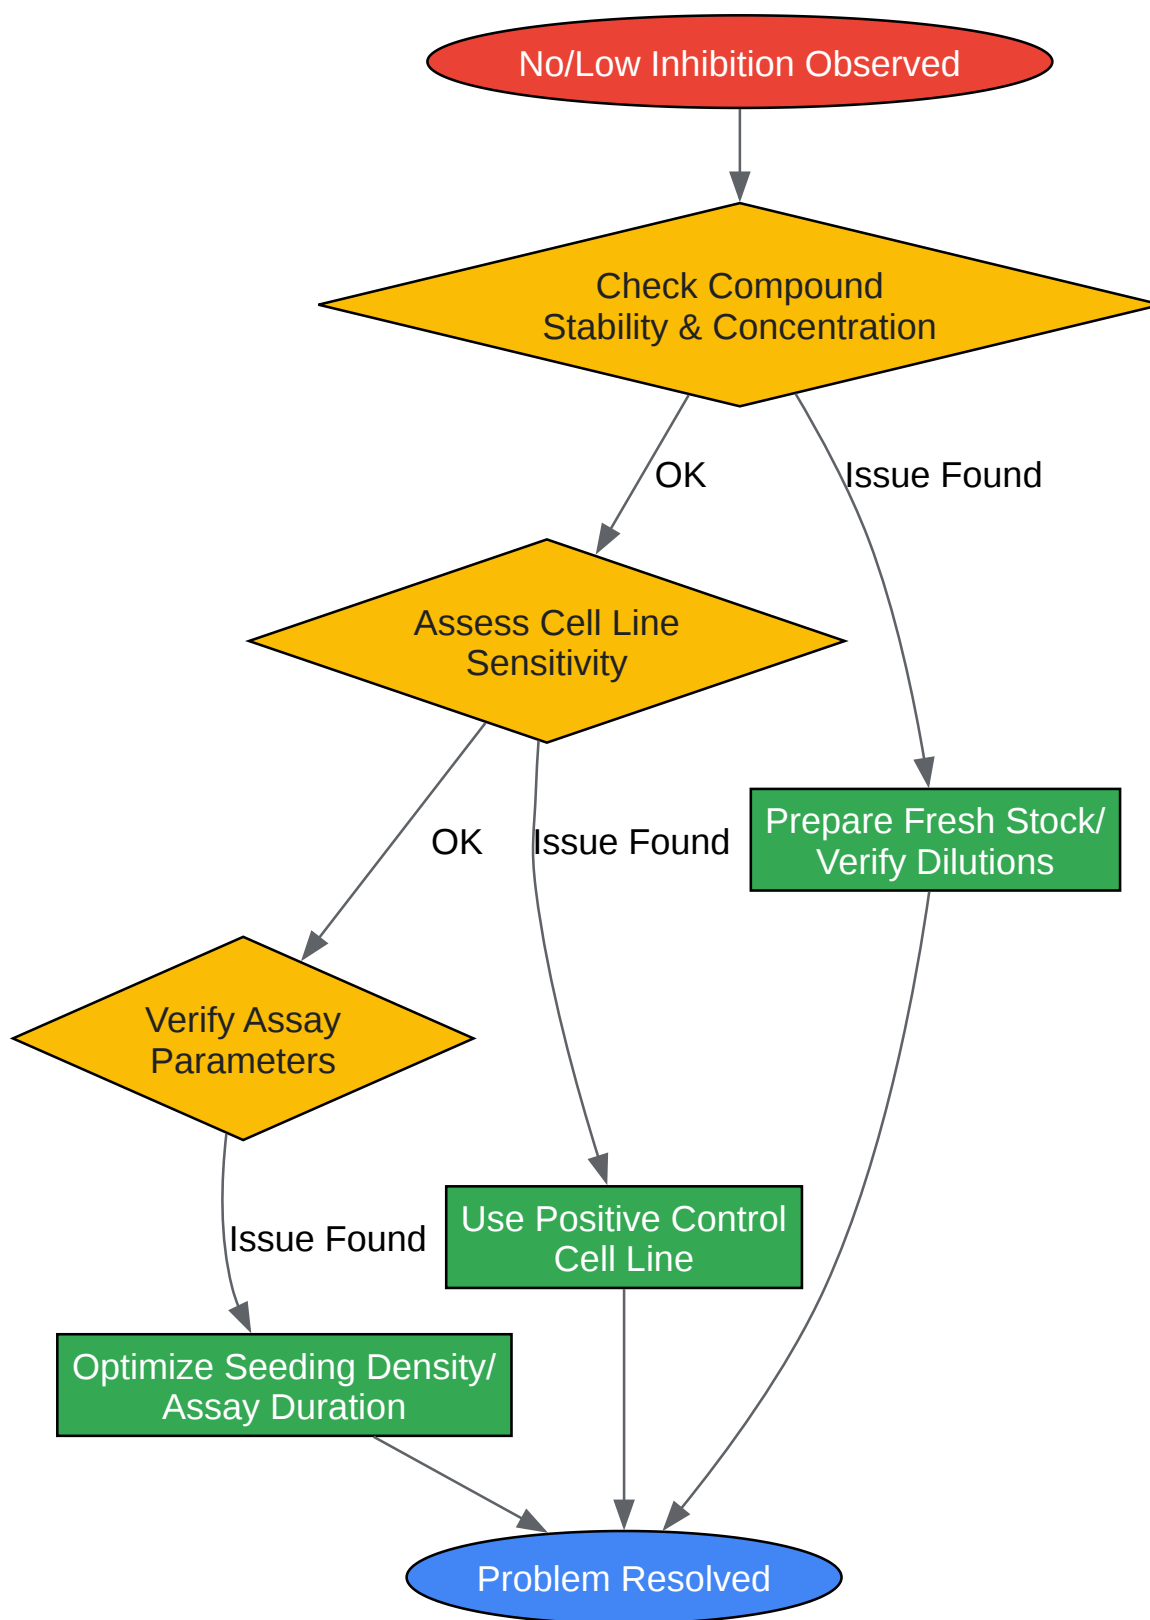 No/Low Inhibition Observed
Check Compound
Stability & Concentration
OK
Issue Found
Assess Cell Line
Sensitivity
OK
Issue Found
Prepare Fresh Stock/
Verify Dilutions
Verify Assay
Parameters
Issue Found
Use Positive Control
Cell Line
Optimize Seeding Density/
Assay Duration
Problem Resolved